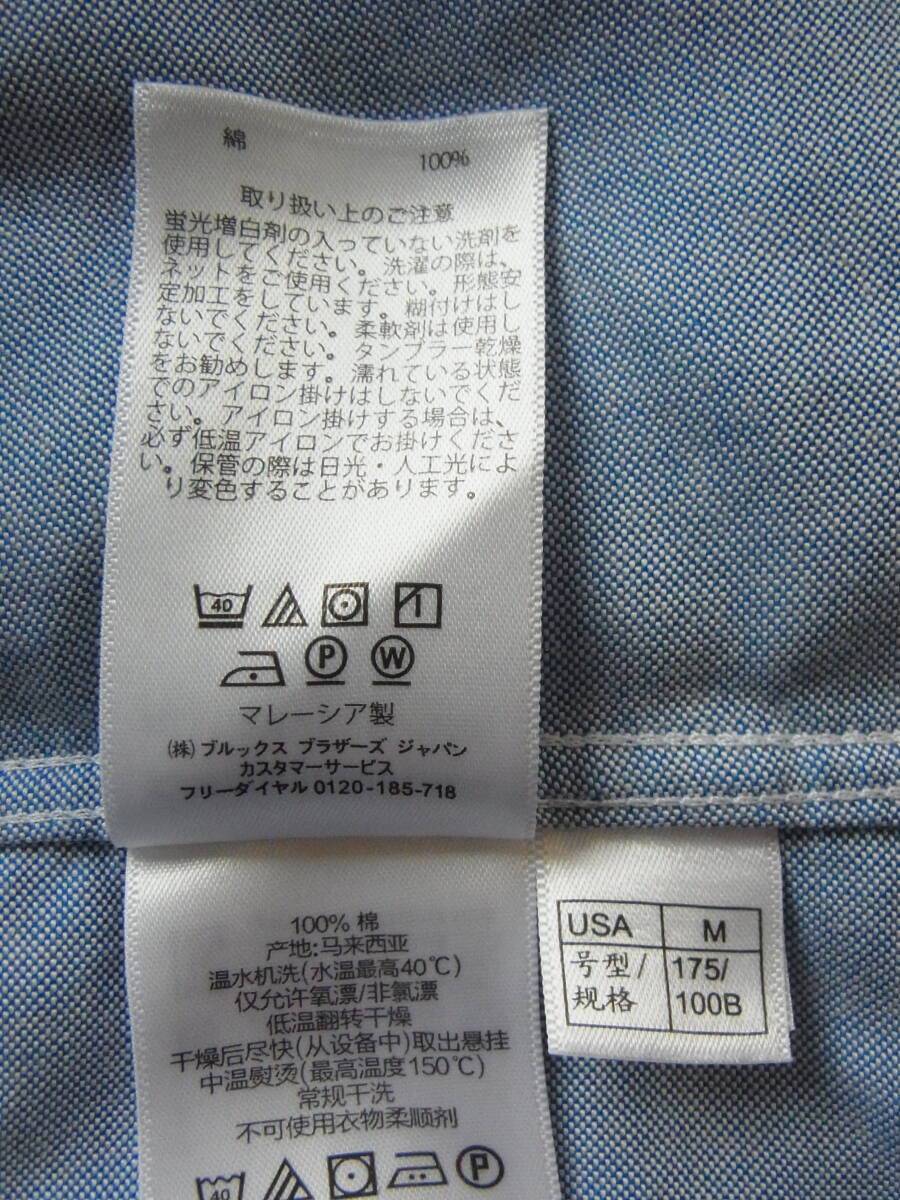 綿 100%
取り扱い上のご注意
蛍光増白剤の入っていない洗剤を
使用してください。洗濯の際は、
ネットをご使用ください。形態安
定加工をしています。糊付けはし
ないでください。柔軟剤は使用し
ないでください。タンブラー乾燥
をお勧めします。濡れている状態
でのアイロン掛けはしないでくだ
さい。アイロン掛けする場合は、
必ず低温アイロンでお掛けくださ
い。保管の際は日光・人工光によ
り変色することがあります。
40
P W
マレーシア製
(株) ブルックス ブラザーズ ジャパン
カスタマーサービス
フリーダイヤル 0120-185-718
100% 棉
产地:马来西亚
温水机洗(水温最高40℃)
仅允许氧漂/非氯漂
低温翻转干燥
干燥后尽快(从设备中)取出悬挂
中温熨烫(最高温度150℃)
常规干洗
不可使用衣物柔顺剂
40 P
USA M
号型/ 175/
规格 100B